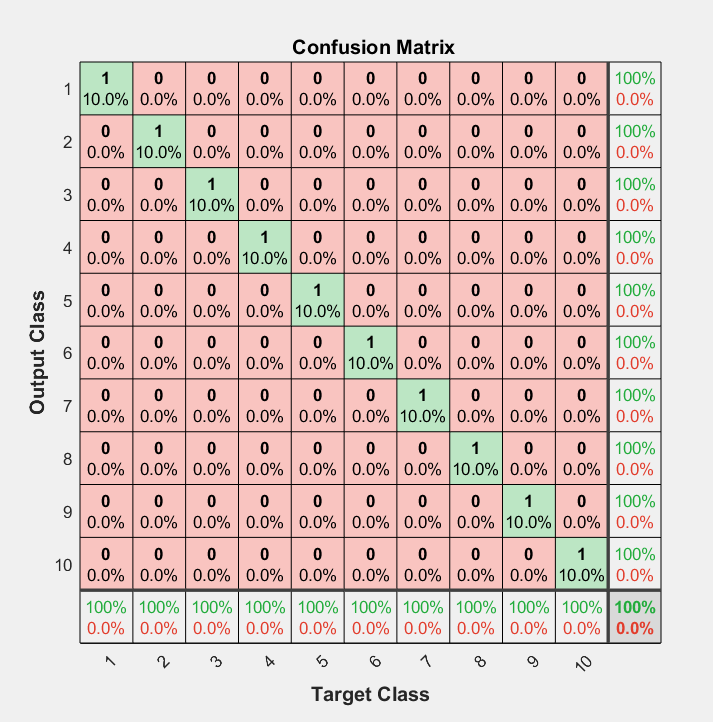 Confusion Matrix
1 0 0 0 0 0 0 0 0 0 100%
1
10.0% 0.0% 0.0% 0.0% 0.0% 0.0% 0.0% 0.0% 0.0% 0.0% 0.0%
0 1 0 0 0 0 0 0 0 0 100%
2
0.0% 10.0% 0.0% 0.0% 0.0% 0.0% 0.0% 0.0% 0.0% 0.0% 0.0%
0 0 1 0 0 0 0 0 0 0 100%
3
0.0% 0.0% 10.0% 0.0% 0.0% 0.0% 0.0% 0.0% 0.0% 0.0% 0.0%
0 0 0 1 0 0 0 0 0 0 100%
4
0.0% 0.0% 0.0% 10.0% 0.0% 0.0% 0.0% 0.0% 0.0% 0.0% 0.0%
0 0 0 0 1 0 0 0 0 0 100%
5
0.0% 0.0% 0.0% 0.0% 10.0% 0.0% 0.0% 0.0% 0.0% 0.0% 0.0%
0 0 0 0 0 1 0 0 0 0 100%
6
0.0% 0.0% 0.0% 0.0% 0.0% 10.0% 0.0% 0.0% 0.0% 0.0% 0.0%
0 0 0 0 0 0 1 0 0 0 100%
7
0.0% 0.0% 0.0% 0.0% 0.0% 0.0% 10.0% 0.0% 0.0% 0.0% 0.0%
0 0 0 0 0 0 0 1 0 0 100%
8
0.0% 0.0% 0.0% 0.0% 0.0% 0.0% 0.0% 10.0% 0.0% 0.0% 0.0%
0 0 0 0 0 0 0 0 1 0 100%
9
0.0% 0.0% 0.0% 0.0% 0.0% 0.0% 0.0% 0.0% 10.0% 0.0% 0.0%
0 0 0 0 0 0 0 0 0 1 100%
10
0.0% 0.0% 0.0% 0.0% 0.0% 0.0% 0.0% 0.0% 0.0% 10.0% 0.0%
100% 100% 100% 100% 100% 100% 100% 100% 100% 100% 100%
0.0% 0.0% 0.0% 0.0% 0.0% 0.0% 0.0% 0.0% 0.0% 0.0% 0.0%
1 2 3 4 5 6 7 8 9 10
Target Class
Output Class